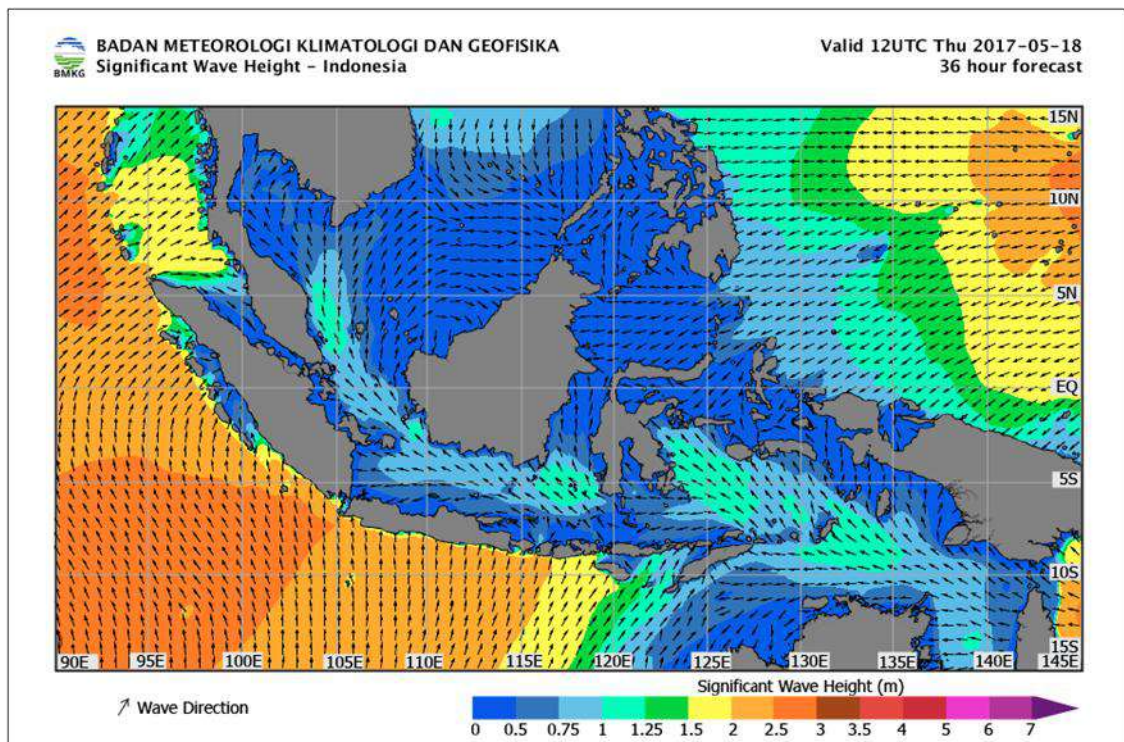 BMKG
BADAN METEOROLOGI KLIMATOLOGI DAN GEOFISIKA
Significant Wave Height - Indonesia
Valid 12UTC Thu 2017-05-18
36 hour forecast
15N
10N
5N
EQ
5S
10S
15S
90E 95E 100E 105E 110E 115E 120E 125E 130E 135E 140E 145E
Wave Direction
Significant Wave Height (m)
0 0.5 0.75 1 1.25 1.5 2 2.5 3 3.5 4 5 6 7